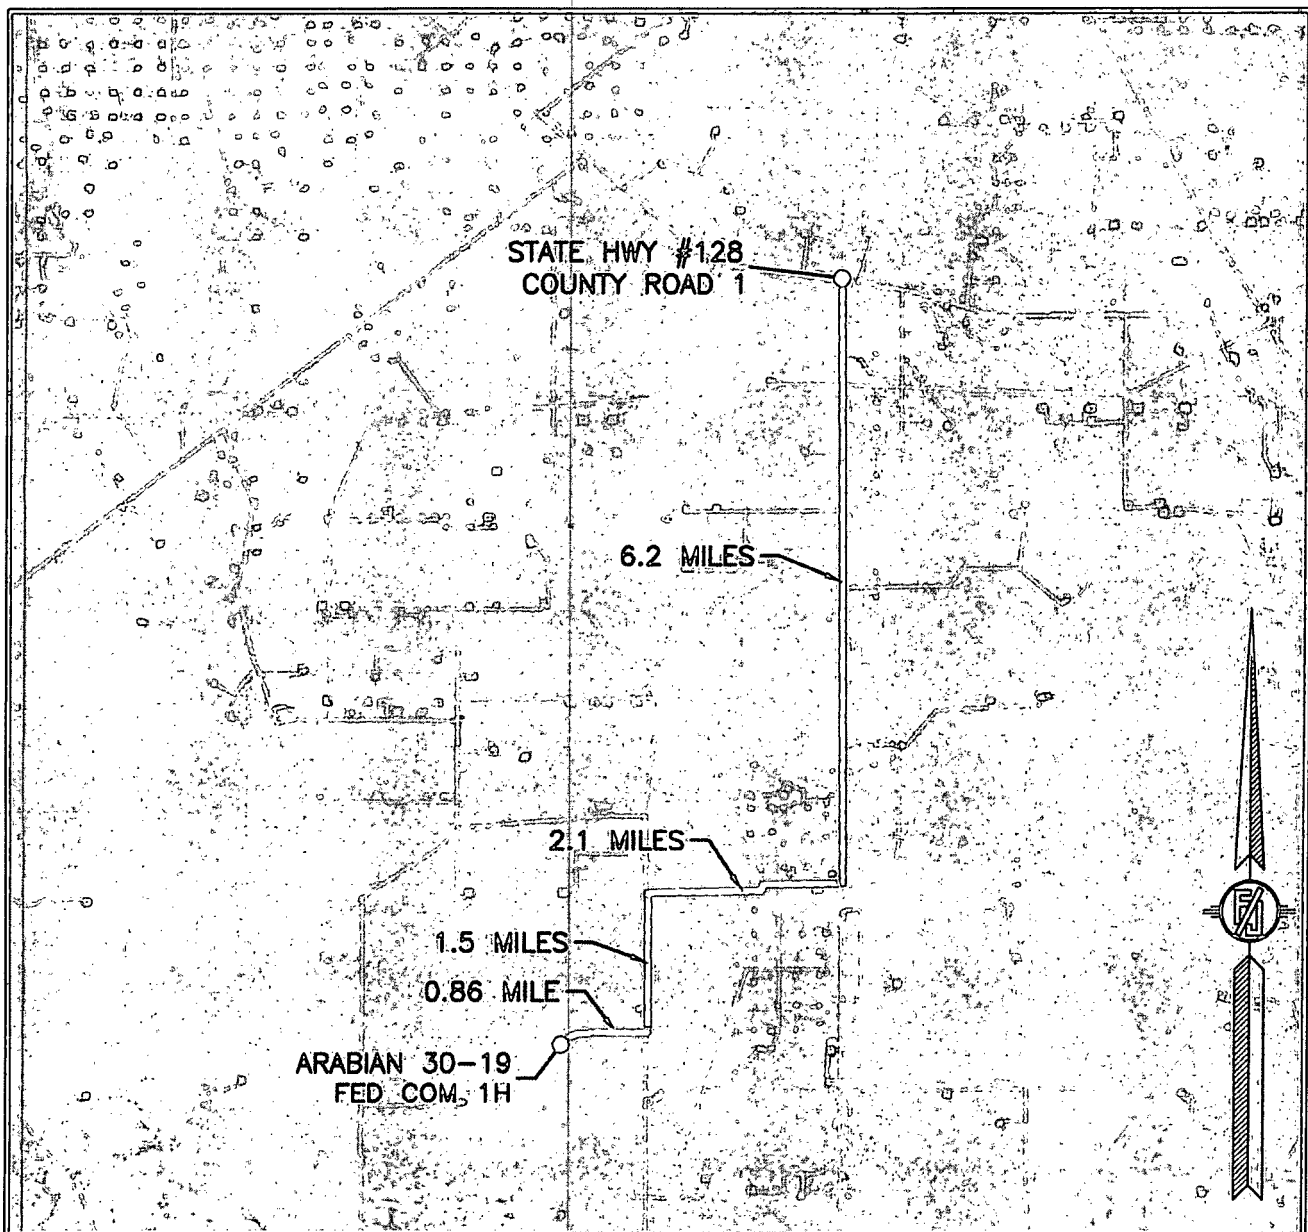 STATE HWY #128
COUNTY ROAD 1
6.2 MILES
2.1 MILES
1.5 MILES
0.86 MILE
ARABIAN 30-19
FED COM 1H